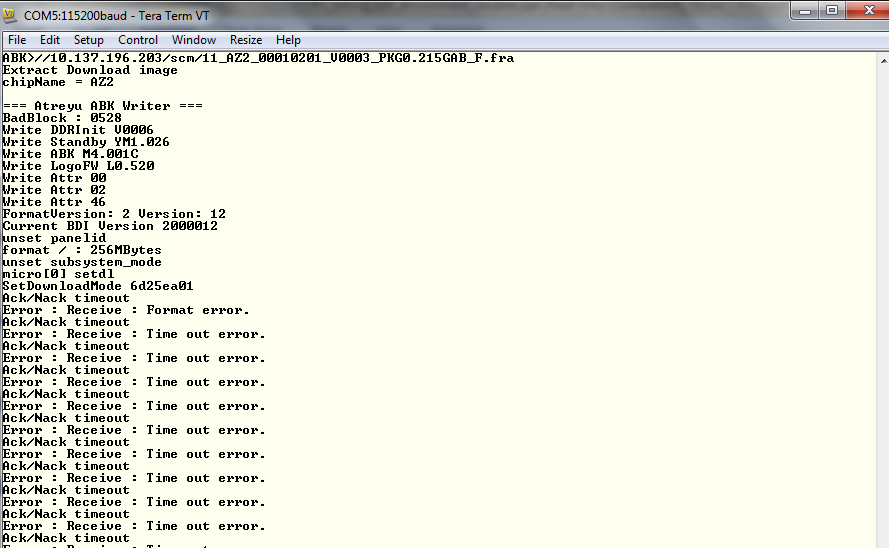 COM5:115200baud - Tera Term VT
File Edit Setup Control Window Resize Help
ABK>//10.137.196.203/scm/11_AZ2_00010201_V0003_PKG0.215GAB_F.fra
Extract Download image
chipName = AZ2
=== Atreyu ABK Writer ===
BadBlock : 0528
Write DDRInit V0006
Write Standby YM1.026
Write ABK M4.001C
Write LogoFW L0.520
Write Attr 00
Write Attr 02
Write Attr 46
FormatVersion: 2 Version: 12
Current BDI Version 2000012
unset panelid
format / : 256MBytes
unset subsystem_mode
micro[0] setdl
SetDownloadMode 6d25ea01
Ack/Nack timeout
Error : Receive : Format error.
Ack/Nack timeout
Error : Receive : Time out error.
Ack/Nack timeout
Error : Receive : Time out error.
Ack/Nack timeout
Error : Receive : Time out error.
Ack/Nack timeout
Error : Receive : Time out error.
Ack/Nack timeout
Error : Receive : Time out error.
Ack/Nack timeout
Error : Receive : Time out error.
Ack/Nack timeout
Error : Receive : Time out error.
Ack/Nack timeout
Error : Receive : Time out error.
Ack/Nack timeout
Error : Receive : Time out error.